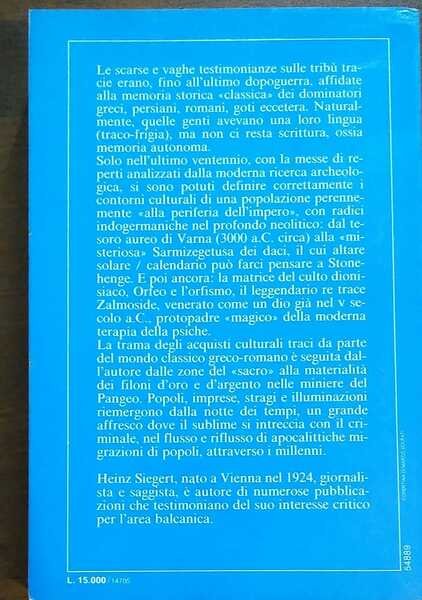 Le scarse e vaghe testimonianze sulle tribù tra-
cie erano, fino all'ultimo dopoguerra, affidate
alla memoria storica «classica» dei dominatori
greci, persiani, romani, goti eccetera. Natural-
mente, quelle genti avevano una loro lingua
(traco-frigia), ma non ci resta scrittura, ossia
memoria autonoma.
Solo nell'ultimo ventennio, con la messe di re-
perti analizzati dalla moderna ricerca archeolo-
gica, si sono potuti definire correttamente i
contorni culturali di una popolazione perenne-
mente «alla periferia dell'impero», con radici
indogermaniche nel profondo neolitico: dal te-
soro aureo di Varna (3000 a.C. circa) alla «mi-
steriosa» Sarmizegetusa dei daci, il cui altare
solare / calendario può farci pensare a Stone-
henge. E poi ancora: la matrice del culto dioni-
siaco, Orfeo e l'orfismo, il leggendario re trace
Zalmoside, venerato come un dio già nel V se-
colo a.C., protopadre «magico» della moderna
terapia della psiche.
La trama degli acquisti culturali traci da parte
del mondo classico greco-romano è seguita dal-
l'autore dalle zone del «sacro» alla materialità
dei filoni d'oro e d'argento nelle miniere del
Pangeo. Popoli, imprese, stragi e illuminazioni
riemergono dalla notte dei tempi, un grande
affresco dove il sublime si intreccia con il cri-
minale, nel flusso e riflusso di apocalittiche mi-
grazioni di popoli, attraverso i millenni.
Heinz Siegert, nato a Vienna nel 1924, giornali-
sta e saggista, è autore di numerose pubblica-
zioni che testimoniano del suo interesse critico
per l'area balcanica.
L. 15.000 / 14705
54889